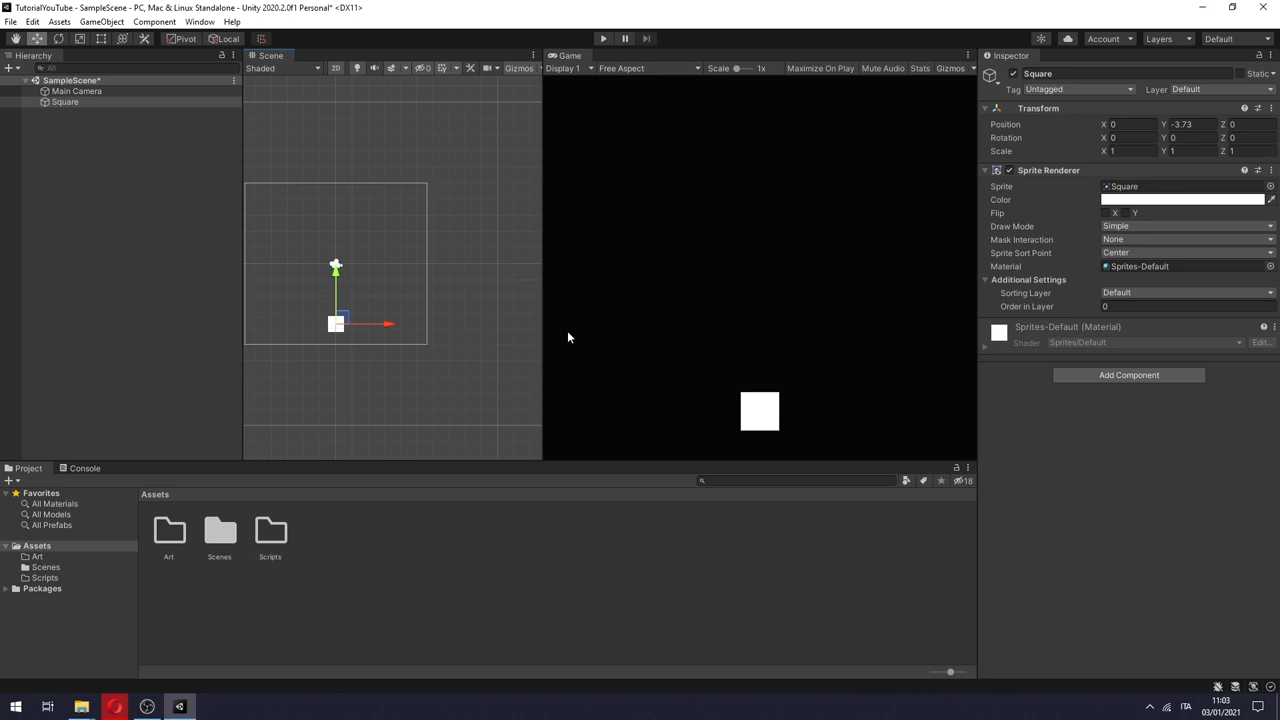 TutorialYouTube - SampleScene - PC, Mac & Linux Standalone - Unity 2020.2.0f1 Personal* <DX11>
File Edit Assets GameObject Component Window Help
Pivot Local Account Layers Default
Hierarchy Scene Game Inspector
All Shaded 2D 0 Gizmos Display 1 Free Aspect Scale 1x Maximize On Play Mute Audio Stats Gizmos
Square Static
SampleScene*
Main Camera
Square
Tag Untagged Layer Default
Transform
Position X 0 Y -3.73 Z 0
Rotation X 0 Y 0 Z 0
Scale X 1 Y 1 Z 1
Sprite Renderer
Sprite Square
Color
Flip X Y
Draw Mode Simple
Mask Interaction None
Sprite Sort Point Center
Material Sprites-Default
Additional Settings
Sorting Layer Default
Order in Layer 0
Sprites-Default (Material)
Shader Sprites/Default Edit...
Add Component
Project Console
18
Favorites
All Materials
All Models
All Prefabs
Assets
Art
Scenes
Scripts
Packages
Assets
Art Scenes Scripts
ITA
11:03
03/01/2021